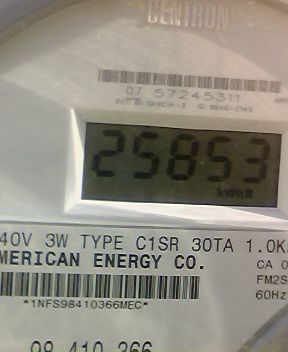 CENTRON
07 57245311
25853
kWh
40V 3W TYPE C1SR 30TA 1.0K
MERICAN ENERGY CO.
CA 0
FM2S
60Hz
*1NFS98410366MEC*
98 410 366